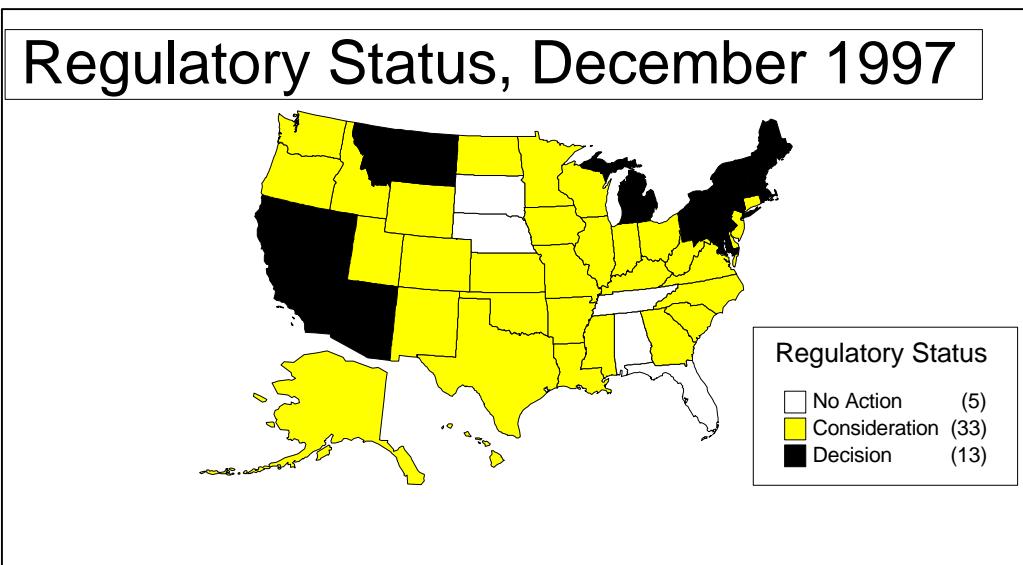 Regulatory Status, December 1997
Regulatory Status
No Action (5)
Consideration (33)
Decision (13)